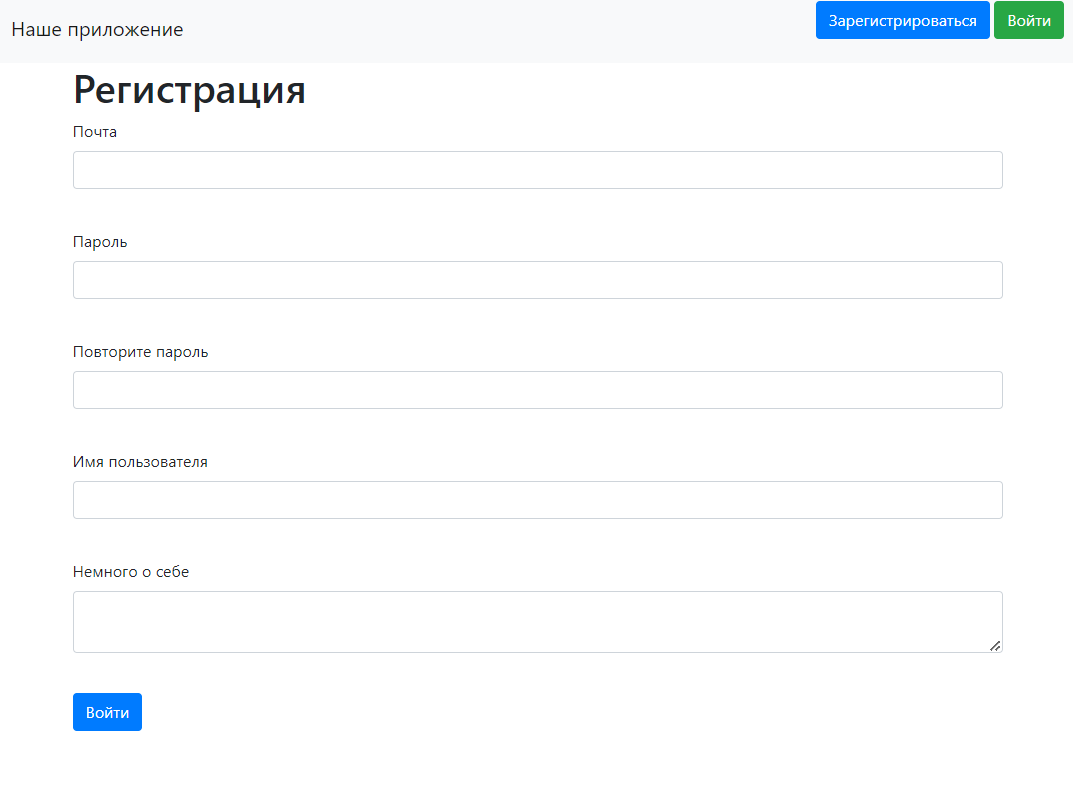 Наше приложение
Зарегистрироваться
Войти
Регистрация
Почта
Пароль
Повторите пароль
Имя пользователя
Немного о себе
Войти